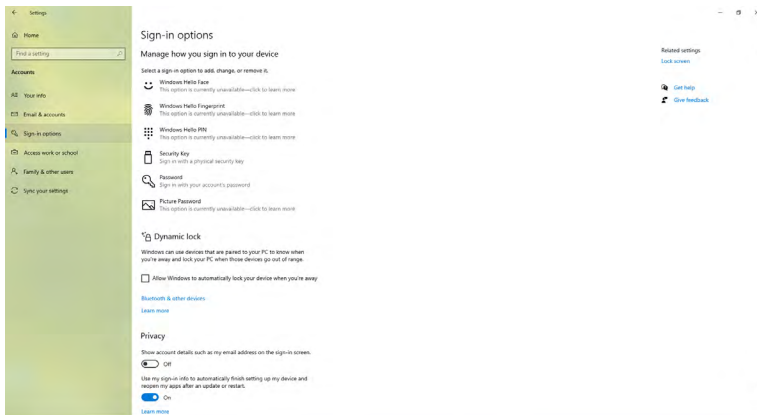 Settings
Home
Find a setting
Accounts
Your info
Email & accounts
Sign-in options
Access work or school
Family & other users
Sync your settings
Sign-in options
Manage how you sign in to your device
Select a sign-in option to add, change, or remove it.
Windows Hello Face
This option is currently unavailable—click to learn more
Windows Hello Fingerprint
This option is currently unavailable—click to learn more
Windows Hello PIN
This option is currently unavailable—click to learn more
Security Key
Sign in with a physical security key
Password
Sign in with your account's password
Picture Password
This option is currently unavailable—click to learn more
Dynamic lock
Windows can use devices that are paired to your PC to know when
you're away and lock your PC when those devices go out of range.
Allow Windows to automatically lock your device when you're away
Bluetooth & other devices
Learn more
Privacy
Show account details such as my email address on the sign-in screen.
Off
Use my sign-in info to automatically finish setting up my device and
reopen my apps after an update or restart.
On
Learn more
Related settings
Lock screen
Get help
Give feedback